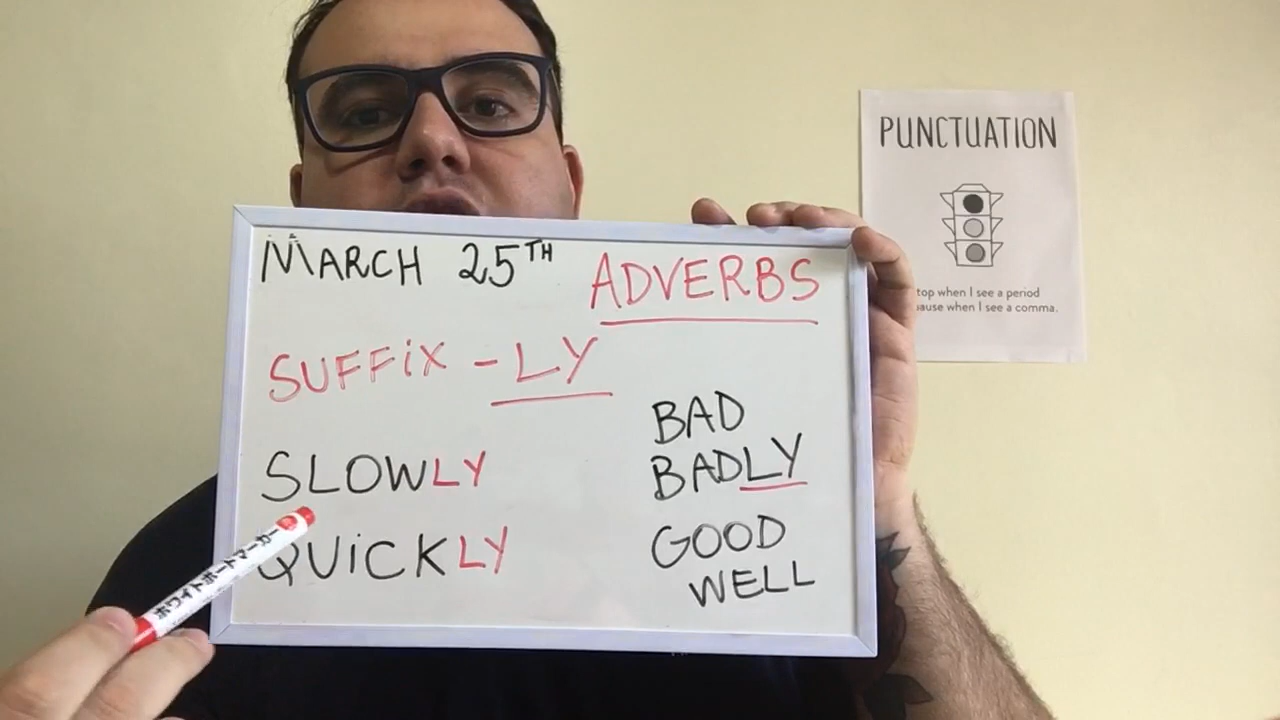 MARCH 25TH
ADVERBS
SUFFIX - LY
SLOWLY
QUICKLY
BAD
BADLY
GOOD
WELL
ホワイトボードマーカー
PUNCTUATION
top when I see a period
ause when I see a comma.